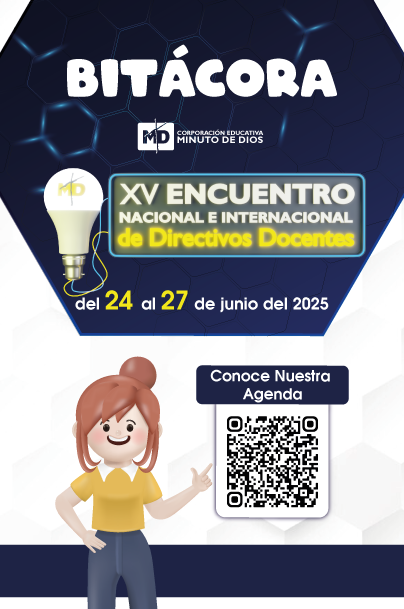 BITÁCORA
MD
CORPORACIÓN EDUCATIVA
MINUTO DE DIOS
MD
XV ENCUENTRO
NACIONAL E INTERNACIONAL
de Directivos Docentes
del 24 al 27 de junio del 2025
Conoce Nuestra
Agenda